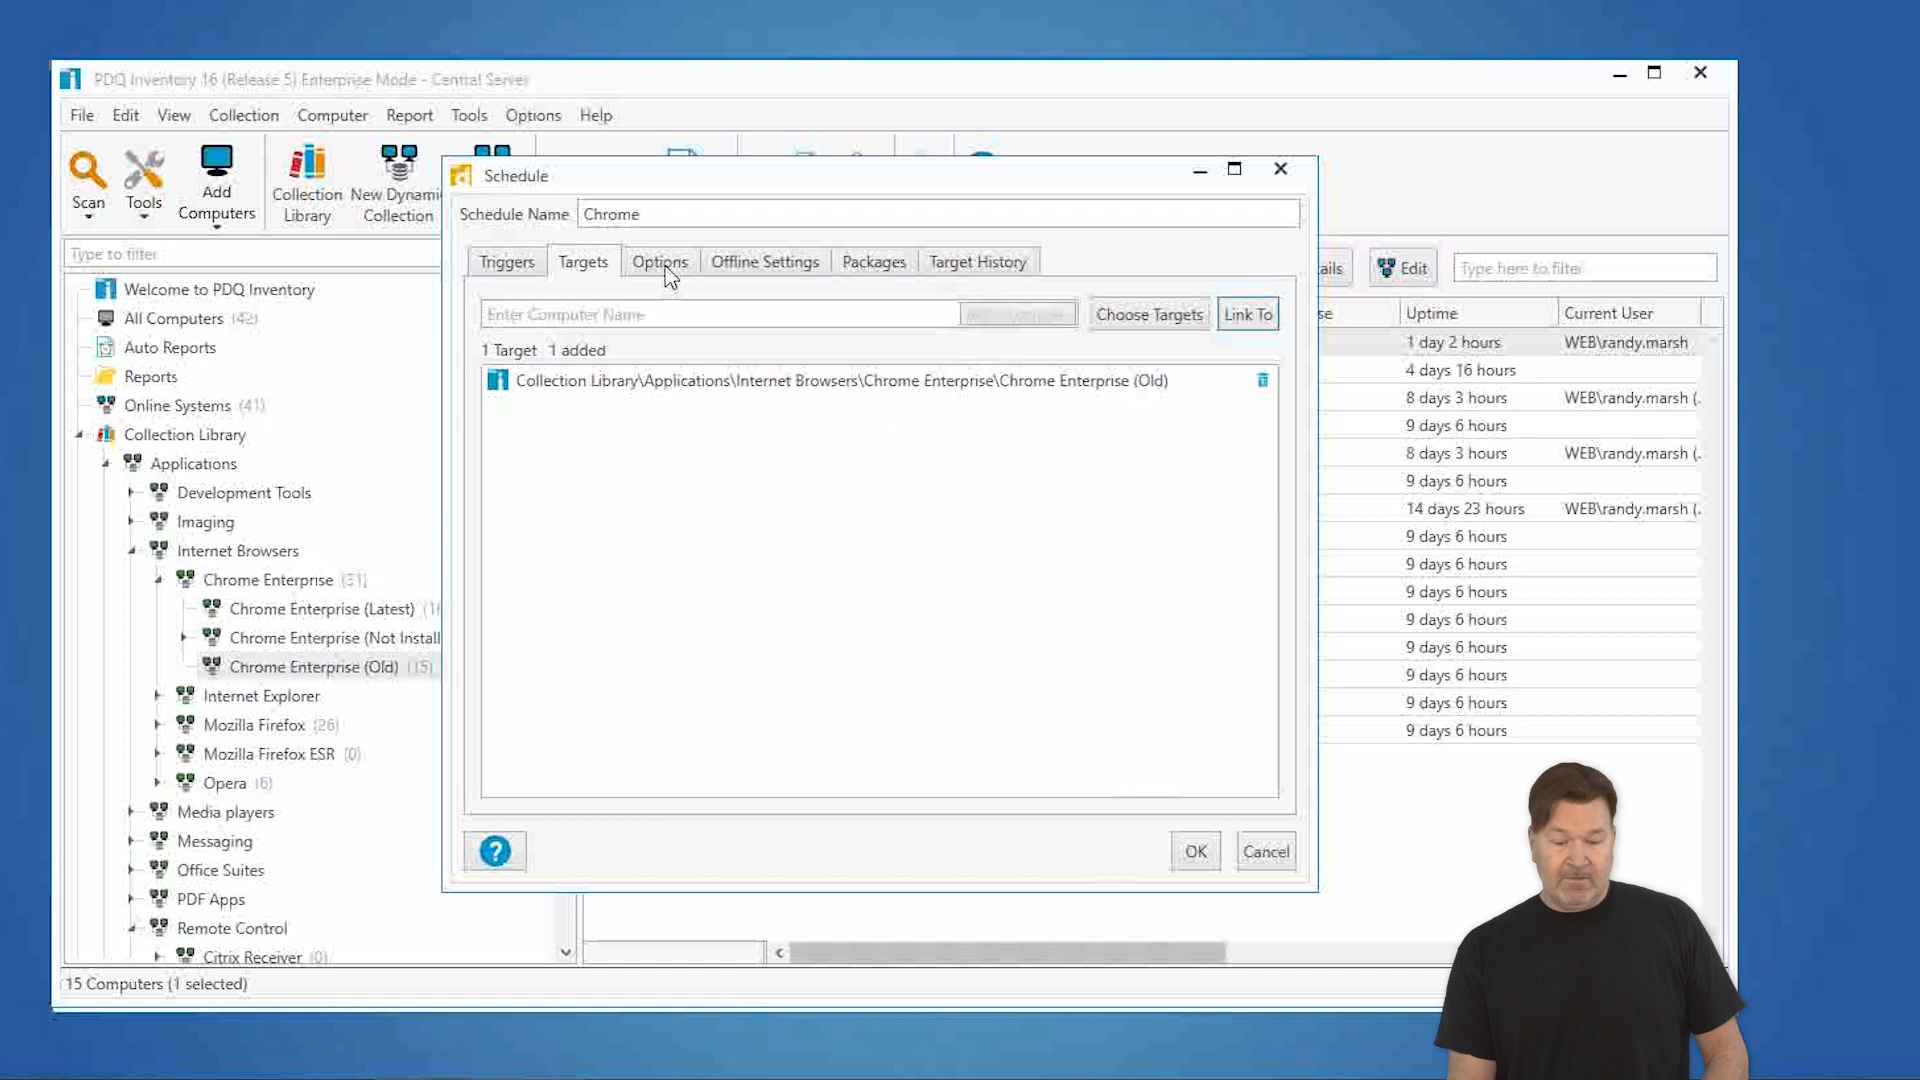 PDQ Inventory 16 (Release 5) Enterprise Mode - Central Server
File Edit View Collection Computer Report Tools Options Help
Scan
Tools
Add
Computers
Collection
Library
New Dynami
Collection
Type to filter
Welcome to PDQ Inventory
All Computers (42)
Auto Reports
Reports
Online Systems (41)
Collection Library
Applications
Development Tools
Imaging
Internet Browsers
Chrome Enterprise (31)
Chrome Enterprise (Latest)
Chrome Enterprise (Not Install
Chrome Enterprise (Old) (15)
Internet Explorer
Mozilla Firefox (26)
Mozilla Firefox ESR (0)
Opera (6)
Media players
Messaging
Office Suites
PDF Apps
Remote Control
Citrix Receiver (0)
15 Computers (1 selected)
Schedule
Schedule Name Chrome
Triggers Targets Options Offline Settings Packages Target History
Enter Computer Name Choose Targets Link To
1 Target 1 added
Collection Library\Applications\Internet Browsers\Chrome Enterprise\Chrome Enterprise (Old)
? OK Cancel
ails Edit Type here to filter
se Uptime Current User
1 day 2 hours WEB\randy.marsh
4 days 16 hours
8 days 3 hours WEB\randy.marsh (.
9 days 6 hours
8 days 3 hours WEB\randy.marsh (.
9 days 6 hours
14 days 23 hours WEB\randy.marsh (.
9 days 6 hours
9 days 6 hours
9 days 6 hours
9 days 6 hours
9 days 6 hours
9 days 6 hours
9 days 6 hours
9 days 6 hours